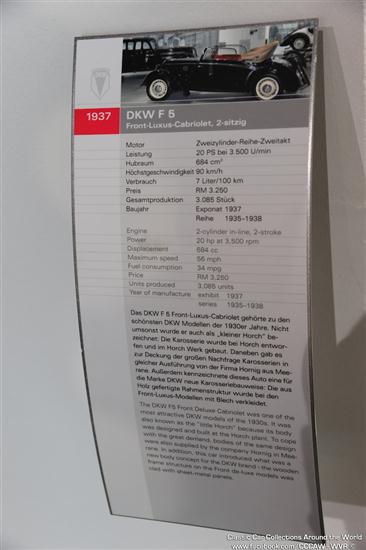 1937
DKW F 5
Front-Luxus-Cabriolet, 2-sitzig
Motor Zweizylinder-Reihe-Zweitakt
Leistung 20 PS bei 3.500 U/min
Hubraum 684 cm³
Höchstgeschwindigkeit 90 km/h
Verbrauch 7 Liter/100 km
Preis RM 3.250
Gesamtproduktion 3.085 Stück
Baujahr Exponat 1937
Reihe 1935-1938
Engine 2-cylinder in-line, 2-stroke
Power 20 hp at 3,500 rpm
Displacement 684 cc
Maximum speed 56 mph
Fuel consumption 34 mpg
Price RM 3,250
Units produced 3,085 units
Year of manufacture exhibit 1937
series 1935-1938
Das DKW F 5 Front-Luxus-Cabriolet gehörte zu den
schönsten DKW Modellen der 1930er Jahre. Nicht
umsonst wurde er auch als „kleiner Horch" be-
zeichnet. Die Karosserie wurde bei Horch entwor-
fen und im Horch Werk gebaut. Daneben gab es
zur Deckung der großen Nachfrage Karosserien in
gleicher Ausführung von der Firma Hornig aus Mee-
rane. Außerdem kennzeichnete dieses Auto eine für
die Marke DKW neue Karosseriebauweise: Die aus
Holz gefertigte Rahmenstruktur wurde bei den
Front-Luxus-Modellen mit Blech verkleidet.
The DKW F5 Front Deluxe Cabriolet was one of the
most attractive DKW models of the 1930s. It was
also known as the "little Horch" because its body
was designed and built at the Horch plant. To cope
with the great demand, bodies of the same design
were also supplied by the company Hornig in Mee-
rane. In addition, this car introduced what was a
new body concept for the DKW brand - the wooden
frame structure on the Front de-luxe models was
clad with sheet-metal panels.
Classic Car Collections Around the World
Facebook.com - CCCAW - WVR ©